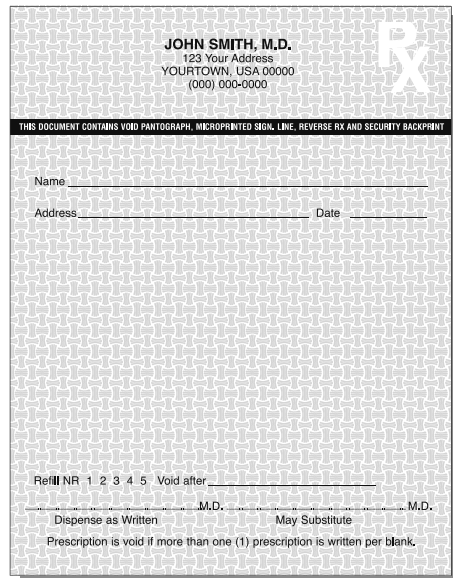 JOHN SMITH, M.D.
Rx
123 Your Address
YOURTOWN, USA 00000
(000) 000-0000
THIS DOCUMENT CONTAINS VOID PANTOGRAPH, MICROPRINTED SIGN. LINE, REVERSE RX AND SECURITY BACKPRINT
Name
Address Date
Refill NR 1 2 3 4 5 Void after
M.D. M.D.
Dispense as Written May Substitute
Prescription is void if more than one (1) prescription is written per blank.